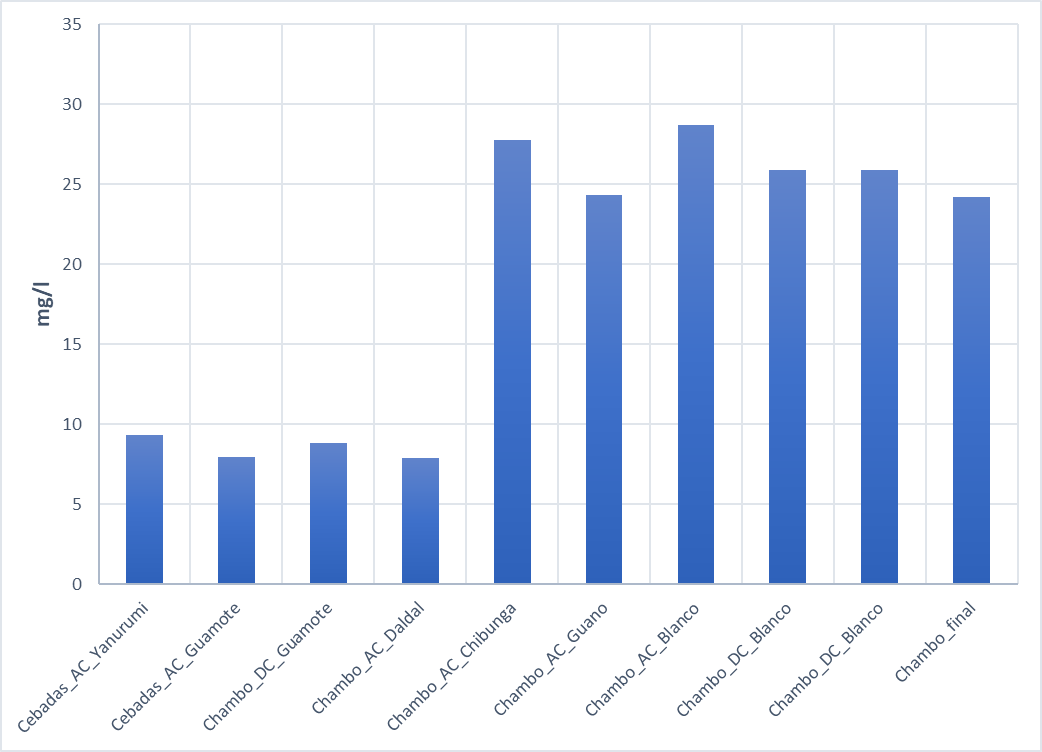 35
30
25
20
15
10
5
0
mg/l
Cebadas_AC_Yanurumi
Cebadas_AC_Guamote
Chambo_DC_Guamote
Chambo_AC_Daldal
Chambo_AC_Chibunga
Chambo_AC_Guano
Chambo_AC_Blanco
Chambo_DC_Blanco
Chambo_DC_Blanco
Chambo_final